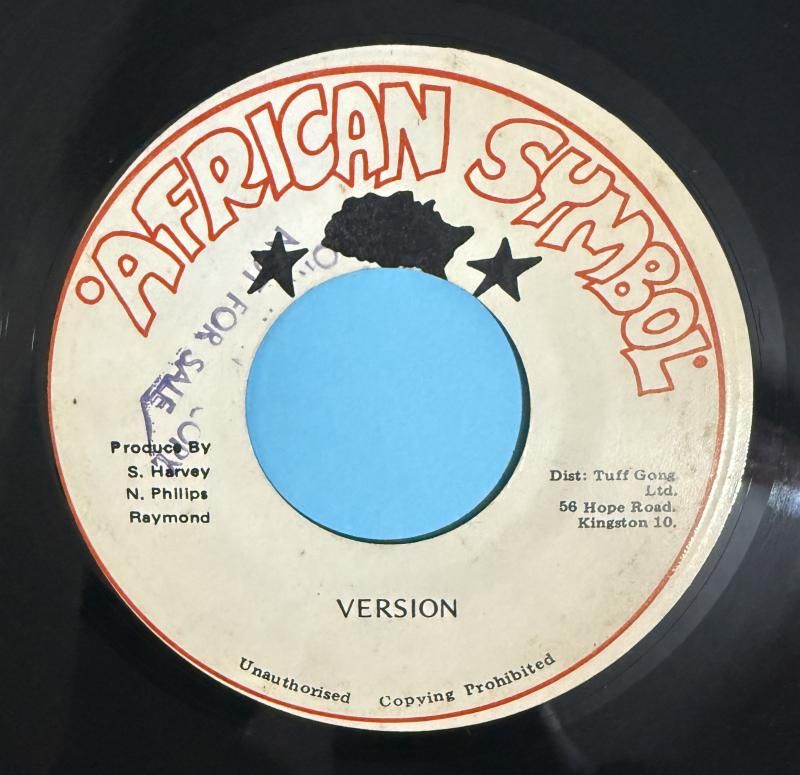 AFRICAN SYMBOL
NOT FOR SALE
Produce By
S. Harvey
N. Philips
Raymond
Dist: Tuff Gong
Ltd.
56 Hope Road.
Kingston 10.
VERSION
Unauthorised Copying Prohibited